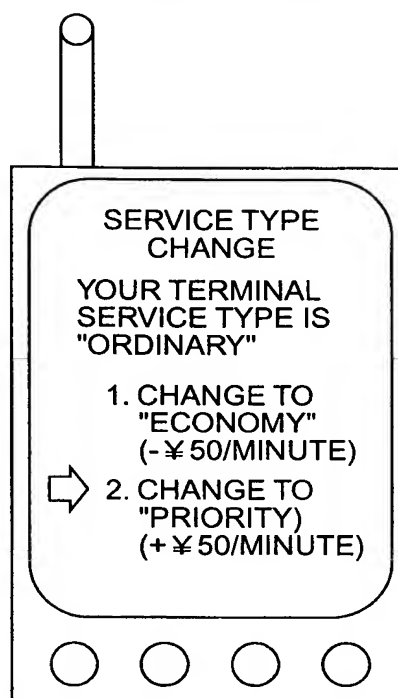 SERVICE TYPE
CHANGE
YOUR TERMINAL
SERVICE TYPE IS
"ORDINARY"
1. CHANGE TO
"ECONOMY"
(-¥50/MINUTE)
2. CHANGE TO
"PRIORITY)
(+¥50/MINUTE)